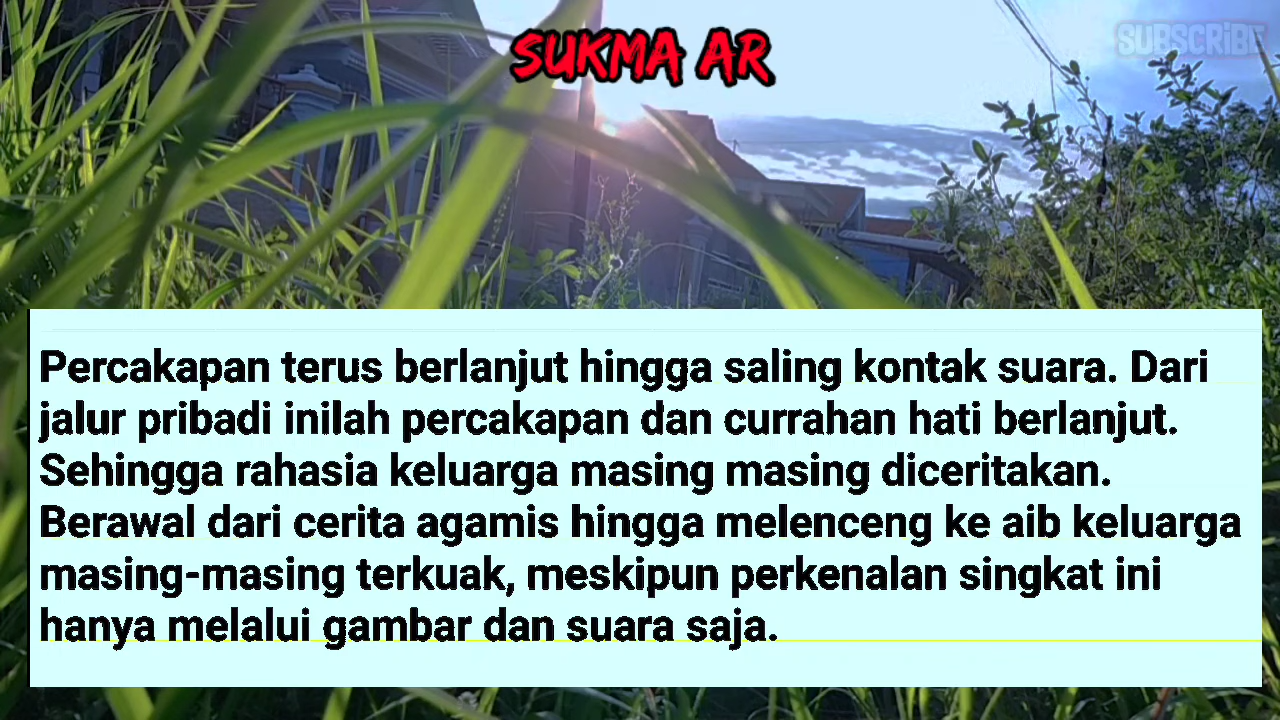 SUKMA AR
SUBSCRiBE
Percakapan terus berlanjut hingga saling kontak suara. Dari
jalur pribadi inilah percakapan dan currahan hati berlanjut.
Sehingga rahasia keluarga masing masing diceritakan.
Berawal dari cerita agamis hingga melenceng ke aib keluarga
masing-masing terkuak, meskipun perkenalan singkat ini
hanya melalui gambar dan suara saja.